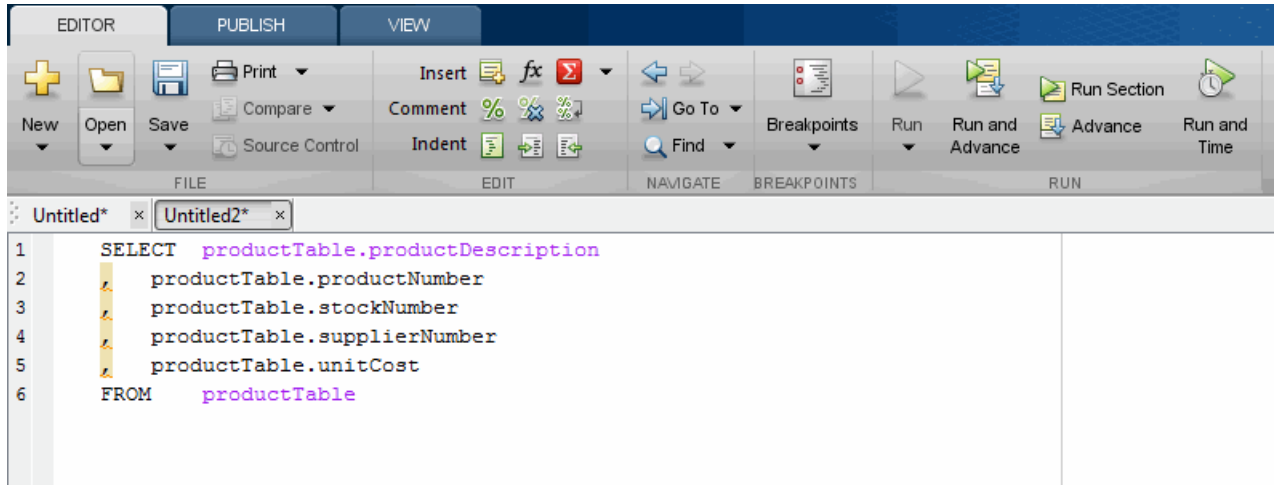 EDITOR PUBLISH VIEW
Print Insert fx Σ
Compare Comment % Go To Run Section
New Open Save Breakpoints Run Run and Advance Advance Run and Time
Source Control Indent Find
FILE EDIT NAVIGATE BREAKPOINTS RUN
Untitled* × Untitled2* ×
1 SELECT productTable.productDescription
2 , productTable.productNumber
3 , productTable.stockNumber
4 , productTable.supplierNumber
5 , productTable.unitCost
6 FROM productTable